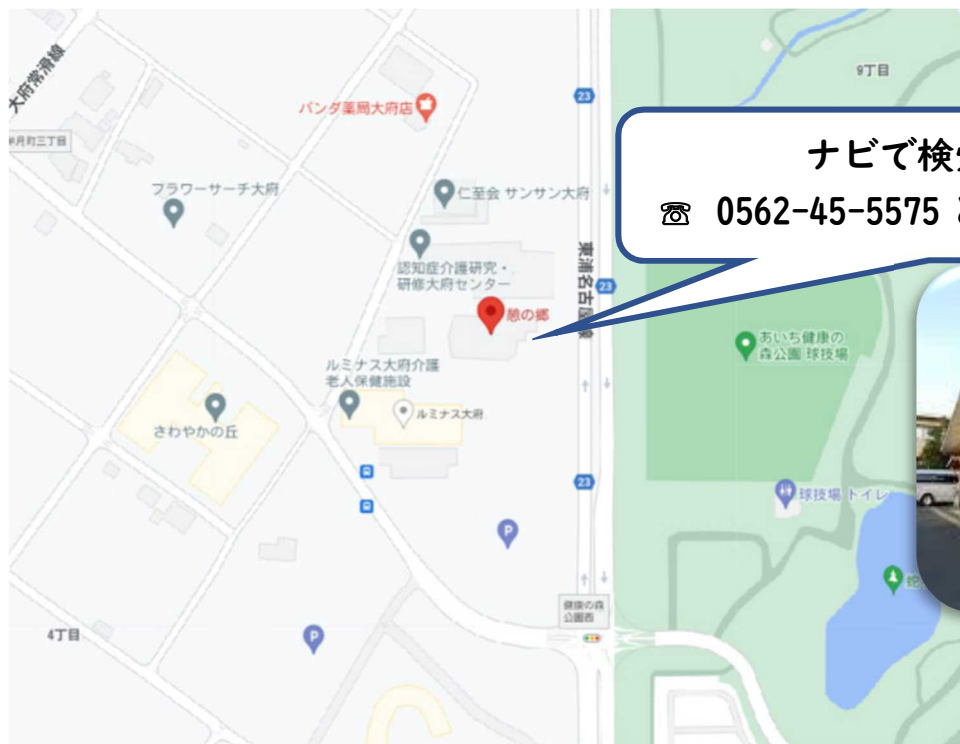 大府常滑線
9丁目
23
パンダ薬局大府店
月町三丁目
ナビで検
フラワーサーチ大府
仁至会 サンサン大府
☎ 0562-45-5575
認知症介護研究・
研修大府センター
東浦名古屋線
23
憩の郷
あいち健康の
森公園 球技場
ルミナス大府介護
老人保健施設
ルミナス大府
さわやかの丘
23
球技場 トイレ
P
健康の森
公園西
4丁目
P